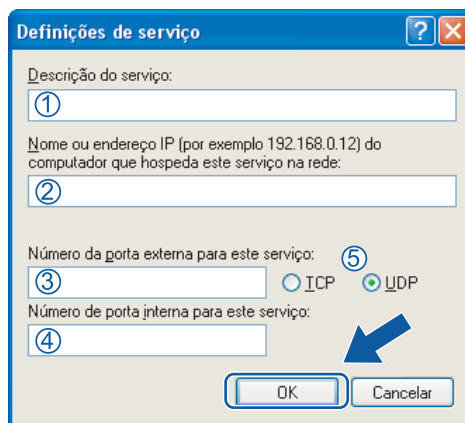 Definições de serviço
Descrição do serviço:
①
Nome ou endereço IP (por exemplo 192.168.0.12) do
computador que hospeda este serviço na rede:
②
Número da porta externa para este serviço:
⑤
③ TCP UDP
Número de porta interna para este serviço:
④
OK Cancelar